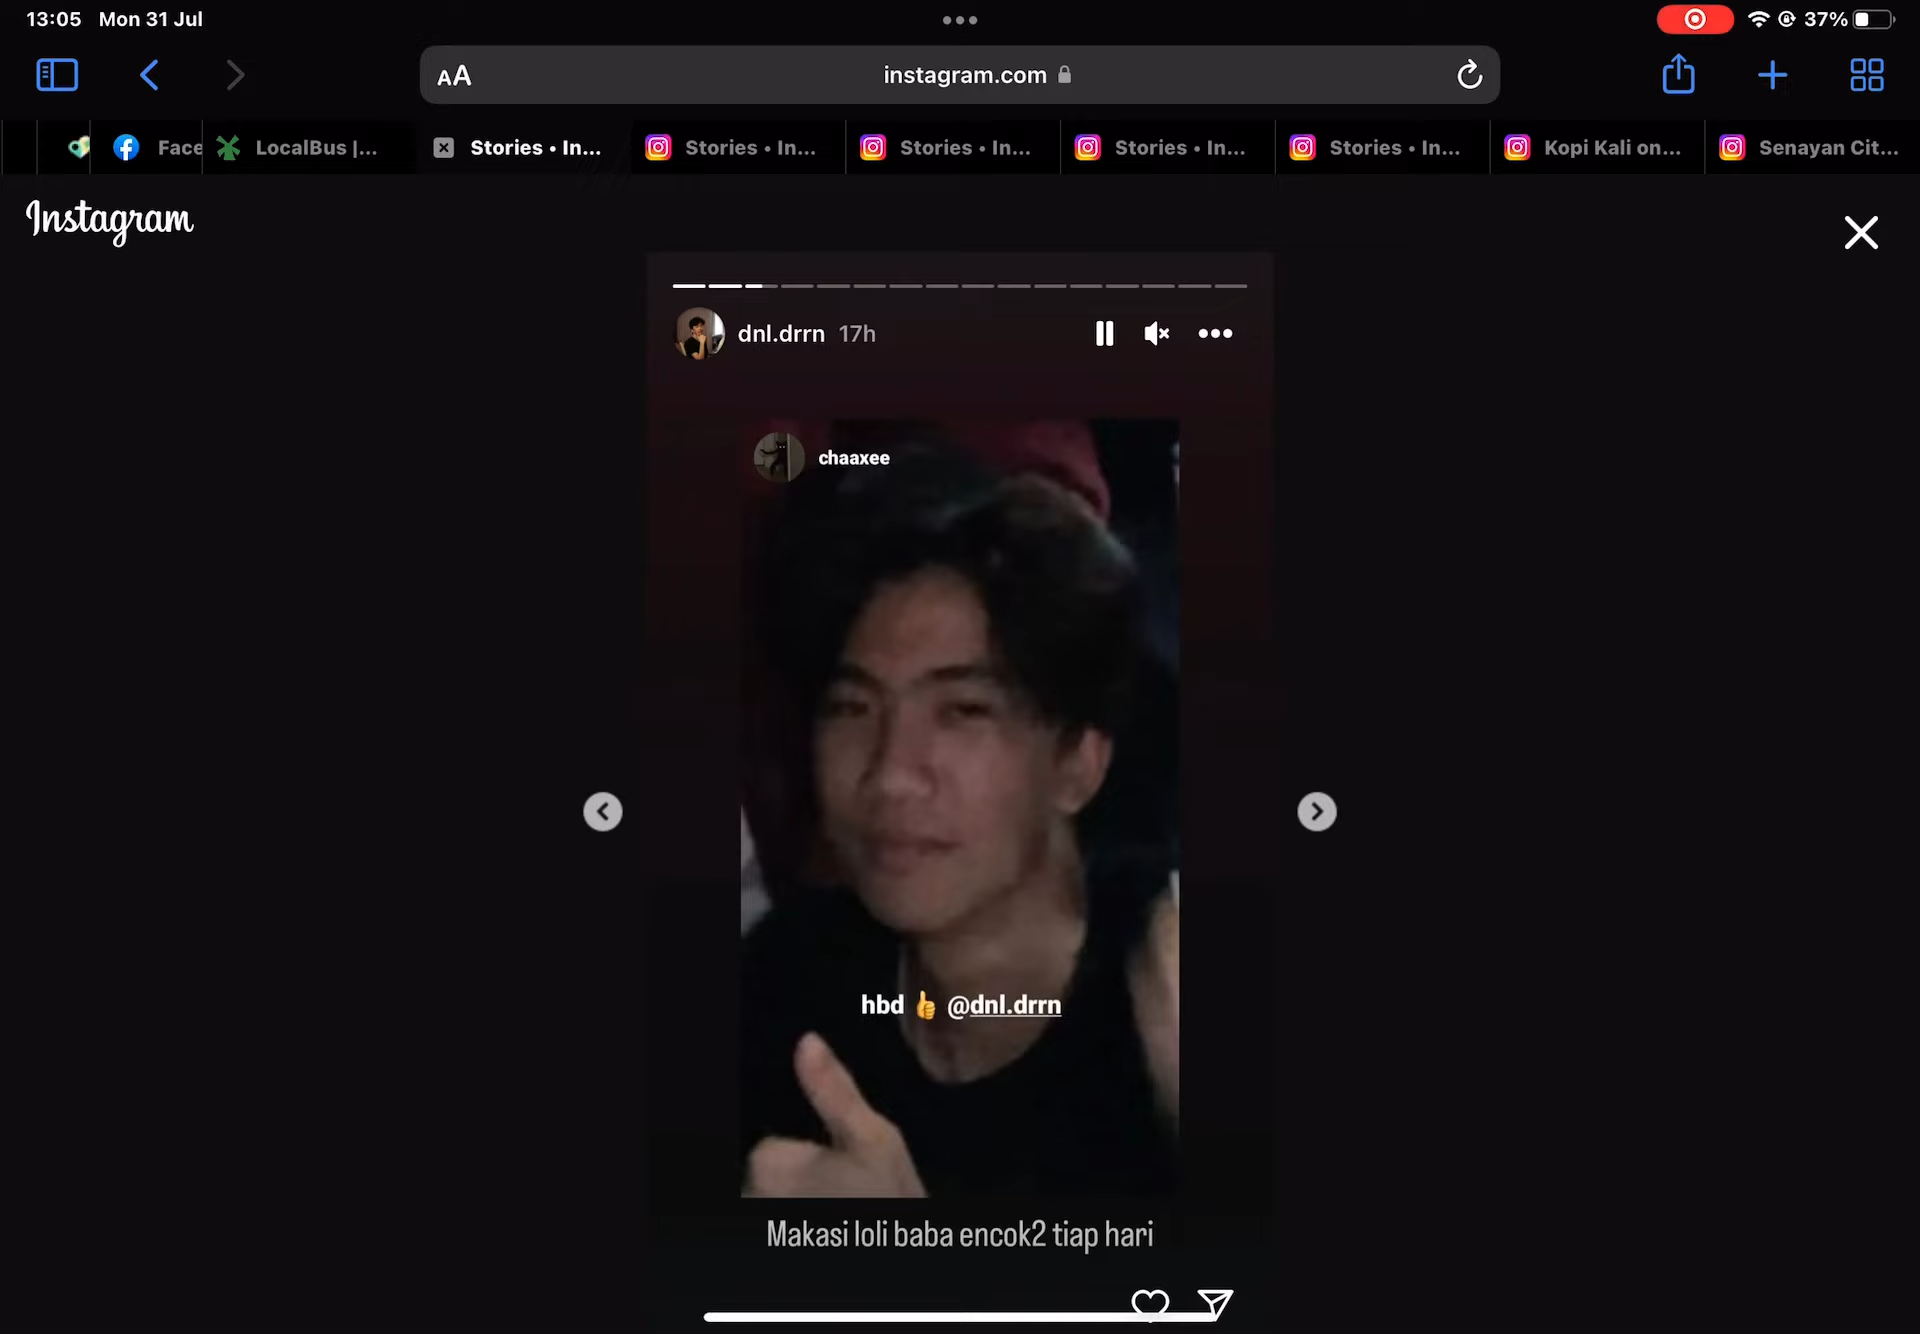 13:05 Mon 31 Jul
37%
AA
instagram.com
Face
LocalBus |...
Stories • In...
Stories • In...
Stories • In...
Stories • In...
Stories • In...
Kopi Kali on...
Senayan Cit...
Instagram
dnl.drrn 17h
chaaxee
hbd 👍 @dnl.drrn
Makasi loli baba encok2 tiap hari